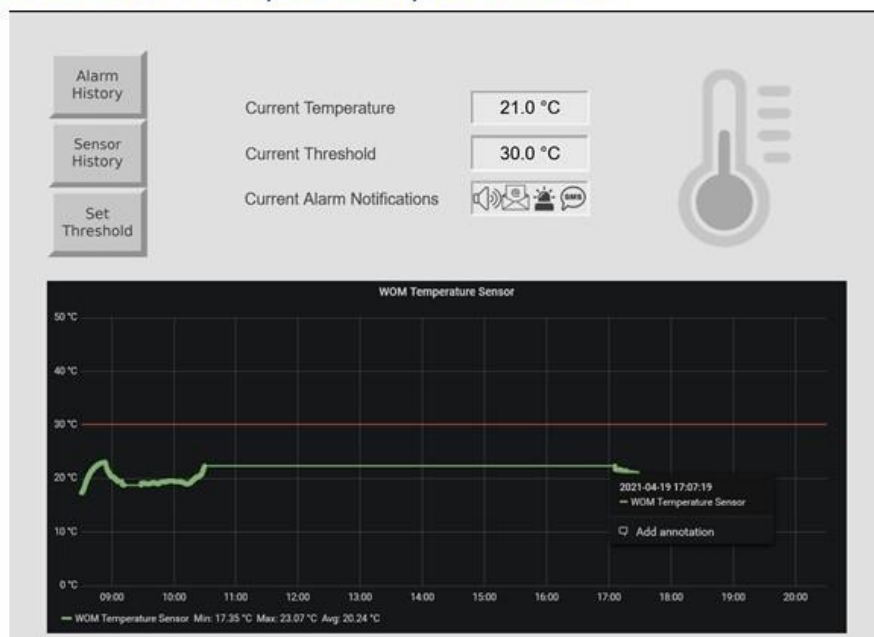 Alarm
History
Sensor
History
Set
Threshold
Current Temperature 21.0 °C
Current Threshold 30.0 °C
Current Alarm Notifications @ SMS
WOM Temperature Sensor
50 °C
40 °C
30 °C
20 °C
10 °C
0 °C
2021-04-19 17:07:19
WOM Temperature Sensor
Add annotation
09:00 10:00 11:00 12:00 13:00 14:00 15:00 16:00 17:00 18:00 19:00 20:00
WOM Temperature Sensor Min: 17.35 °C Max: 23.07 °C Avg: 20.24 °C